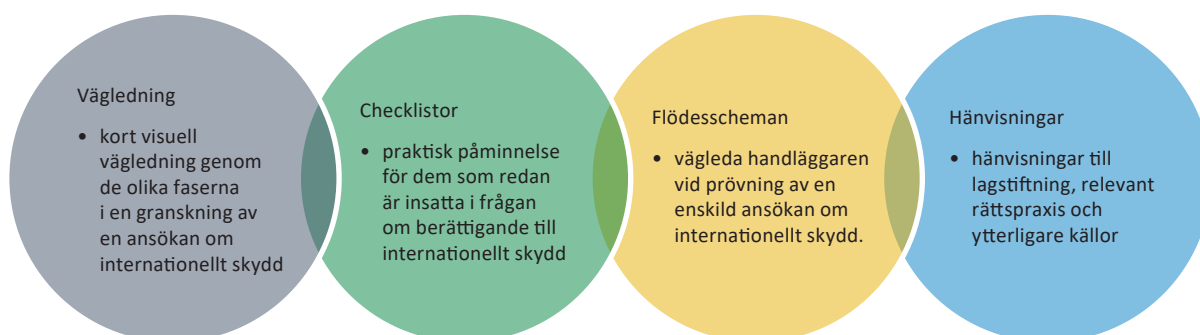 Vägledning
• kort visuell
vägledning genom
de olika faserna
i en granskning av
en ansökan om
internationellt skydd
Checklistor
• praktisk påminnelse
för dem som redan
är insatta i frågan
om berättigande till
internationellt skydd
Flödesscheman
• vägleda handläggaren
vid prövning av en
enskild ansökan om
internationellt skydd.
Hänvisningar
• hänvisningar till
lagstiftning, relevant
rättspraxis och
ytterligare källor